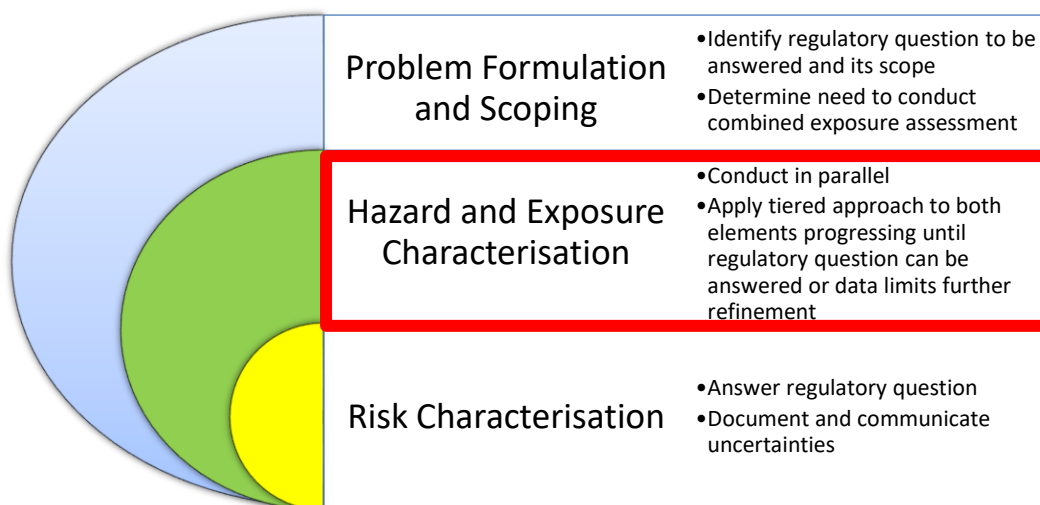 Problem Formulation
and Scoping
•Identify regulatory question to be
answered and its scope
•Determine need to conduct
combined exposure assessment
Hazard and Exposure
Characterisation
•Conduct in parallel
•Apply tiered approach to both
elements progressing until
regulatory question can be
answered or data limits further
refinement
Risk Characterisation
•Answer regulatory question
•Document and communicate
uncertainties